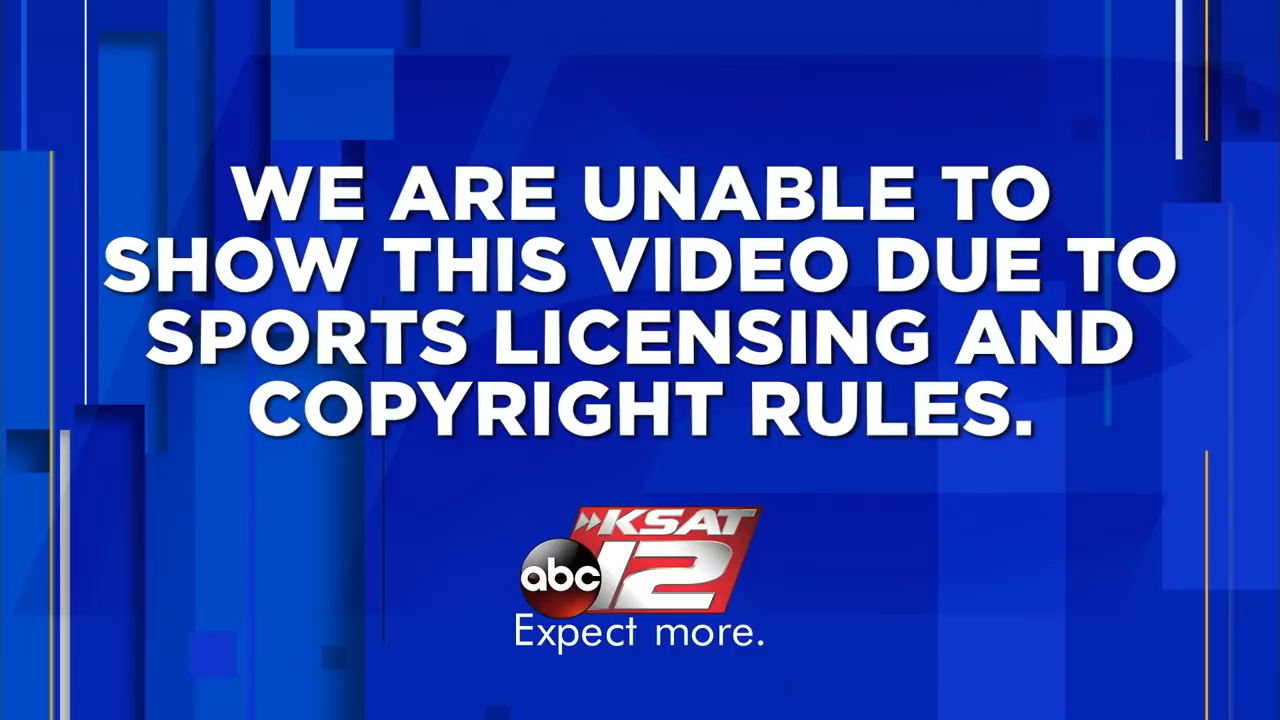 WE ARE UNABLE TO
SHOW THIS VIDEO DUE TO
SPORTS LICENSING AND
COPYRIGHT RULES.
KSAT
abc 12
Expect more.